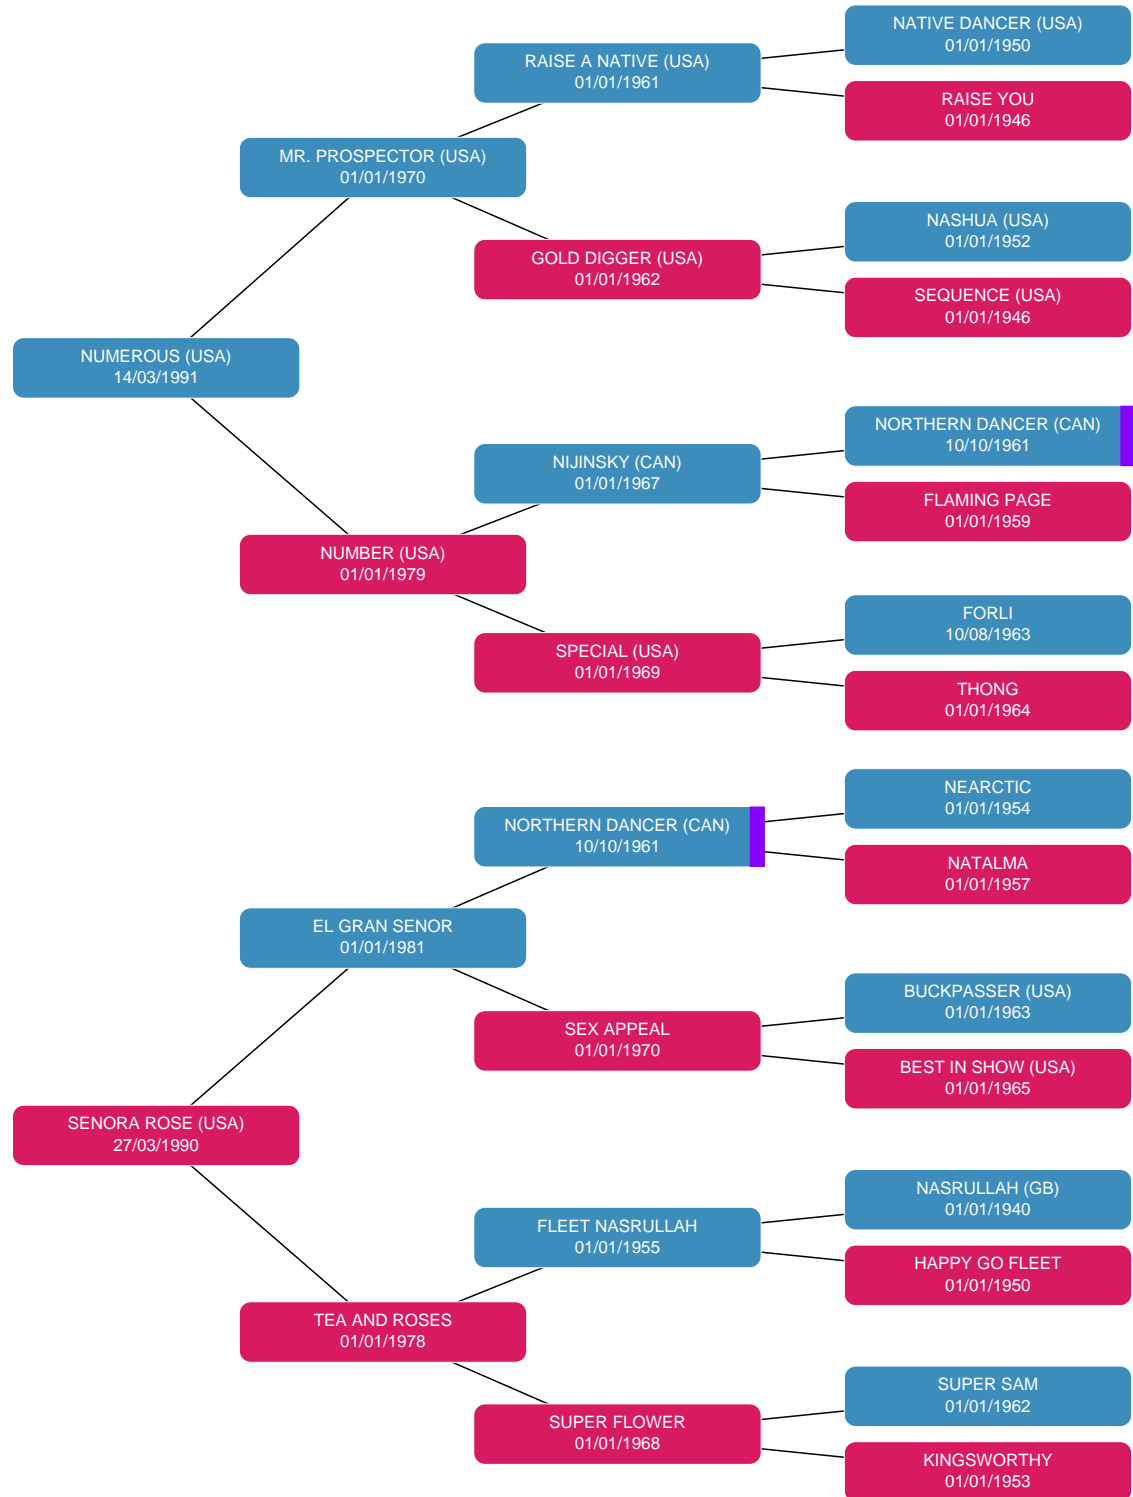 NATIVE DANCER (USA)
01/01/1950
RAISE A NATIVE (USA)
01/01/1961
RAISE YOU
01/01/1946
MR. PROSPECTOR (USA)
01/01/1970
NASHUA (USA)
01/01/1952
GOLD DIGGER (USA)
01/01/1962
SEQUENCE (USA)
01/01/1946
NUMEROUS (USA)
14/03/1991
NORTHERN DANCER (CAN)
10/10/1961
NIJINSKY (CAN)
01/01/1967
FLAMING PAGE
01/01/1959
NUMBER (USA)
01/01/1979
FORLI
10/08/1963
SPECIAL (USA)
01/01/1969
THONG
01/01/1964
NEARCTIC
01/01/1954
NORTHERN DANCER (CAN)
10/10/1961
NATALMA
01/01/1957
EL GRAN SENOR
01/01/1981
BUCKPASSER (USA)
01/01/1963
SEX APPEAL
01/01/1970
BEST IN SHOW (USA)
01/01/1965
SENORA ROSE (USA)
27/03/1990
NASRULLAH (GB)
01/01/1940
FLEET NASRULLAH
01/01/1955
HAPPY GO FLEET
01/01/1950
TEA AND ROSES
01/01/1978
SUPER SAM
01/01/1962
SUPER FLOWER
01/01/1968
KINGSWORTHY
01/01/1953